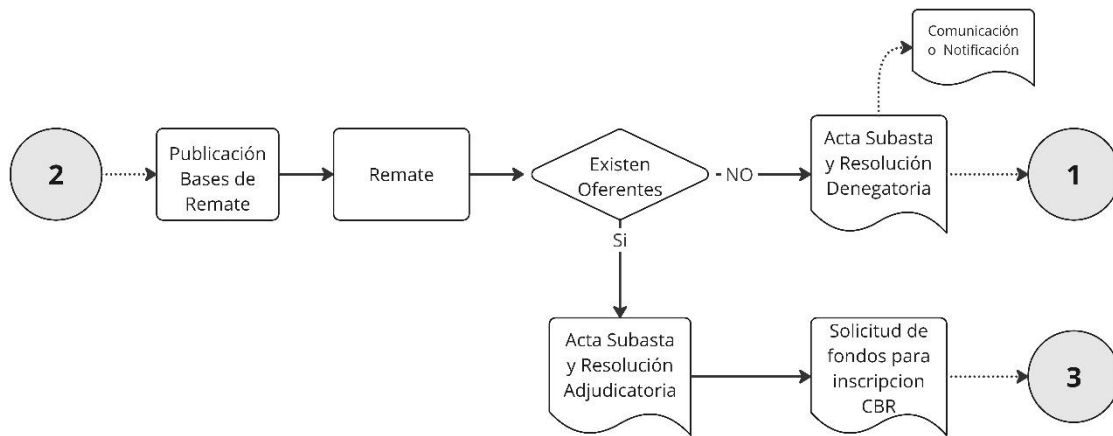 Comunicación
o Notificación
2
Publicación
Bases de
Remate
Remate
Existen
Oferentes
NO
Acta Subasta
y Resolución
Denegatoria
1
Si
Acta Subasta
y Resolución
Adjudicatoria
Solicitud de
fondos para
inscripcion
CBR
3